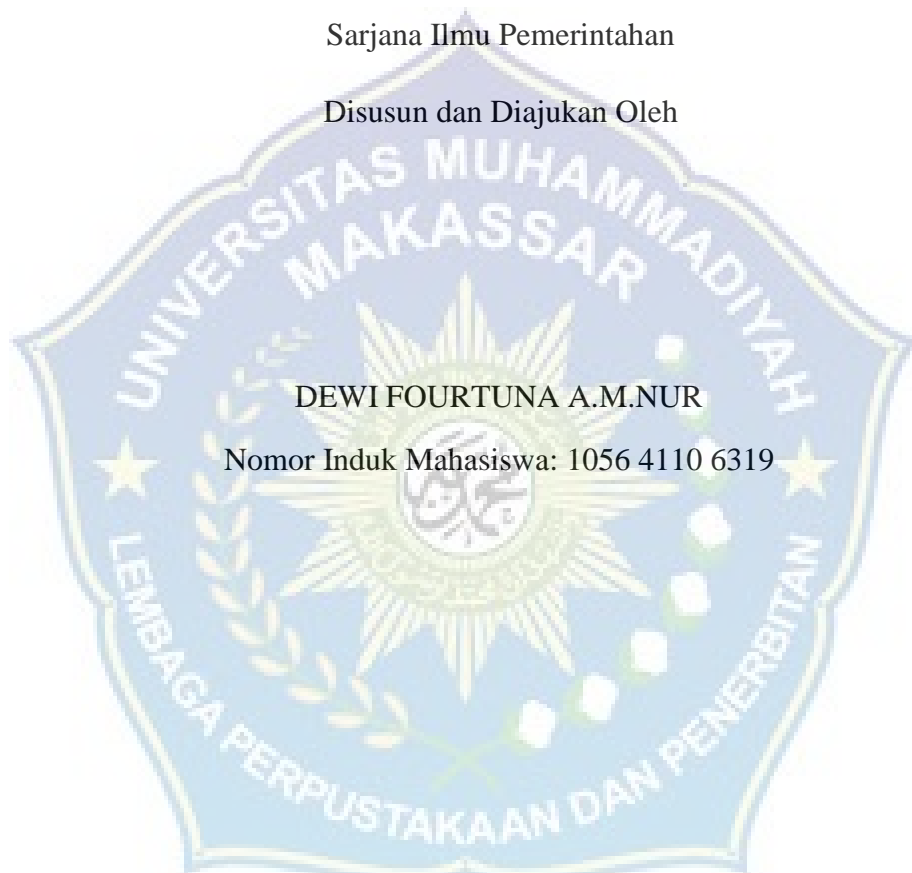 Sarjana Ilmu Pemerintahan
Disusun dan Diajukan Oleh
UNIVERSITAS MUHAMMADIYAH
MAKASSAR
DEWI FOURTUNA A.M.NUR
Nomor Induk Mahasiswa: 1056 4110 6319
LEMBAGA PERPUSTAKAAN DAN PENERBITAN